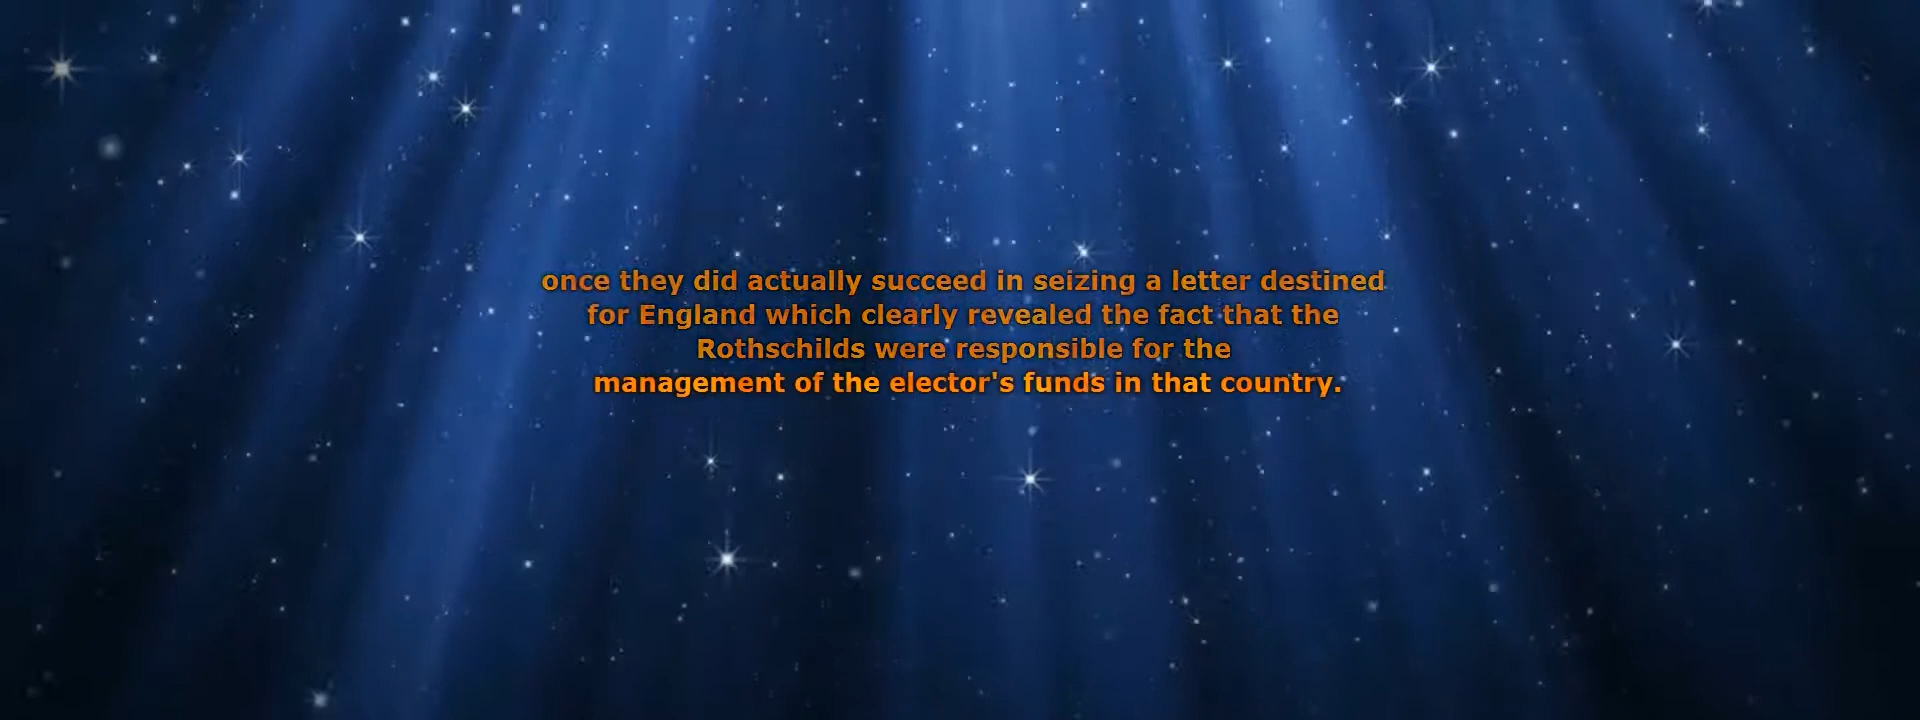 once they did actually succeed in seizing a letter destined
for England which clearly revealed the fact that the
Rothschilds were responsible for the
management of the elector's funds in that country.